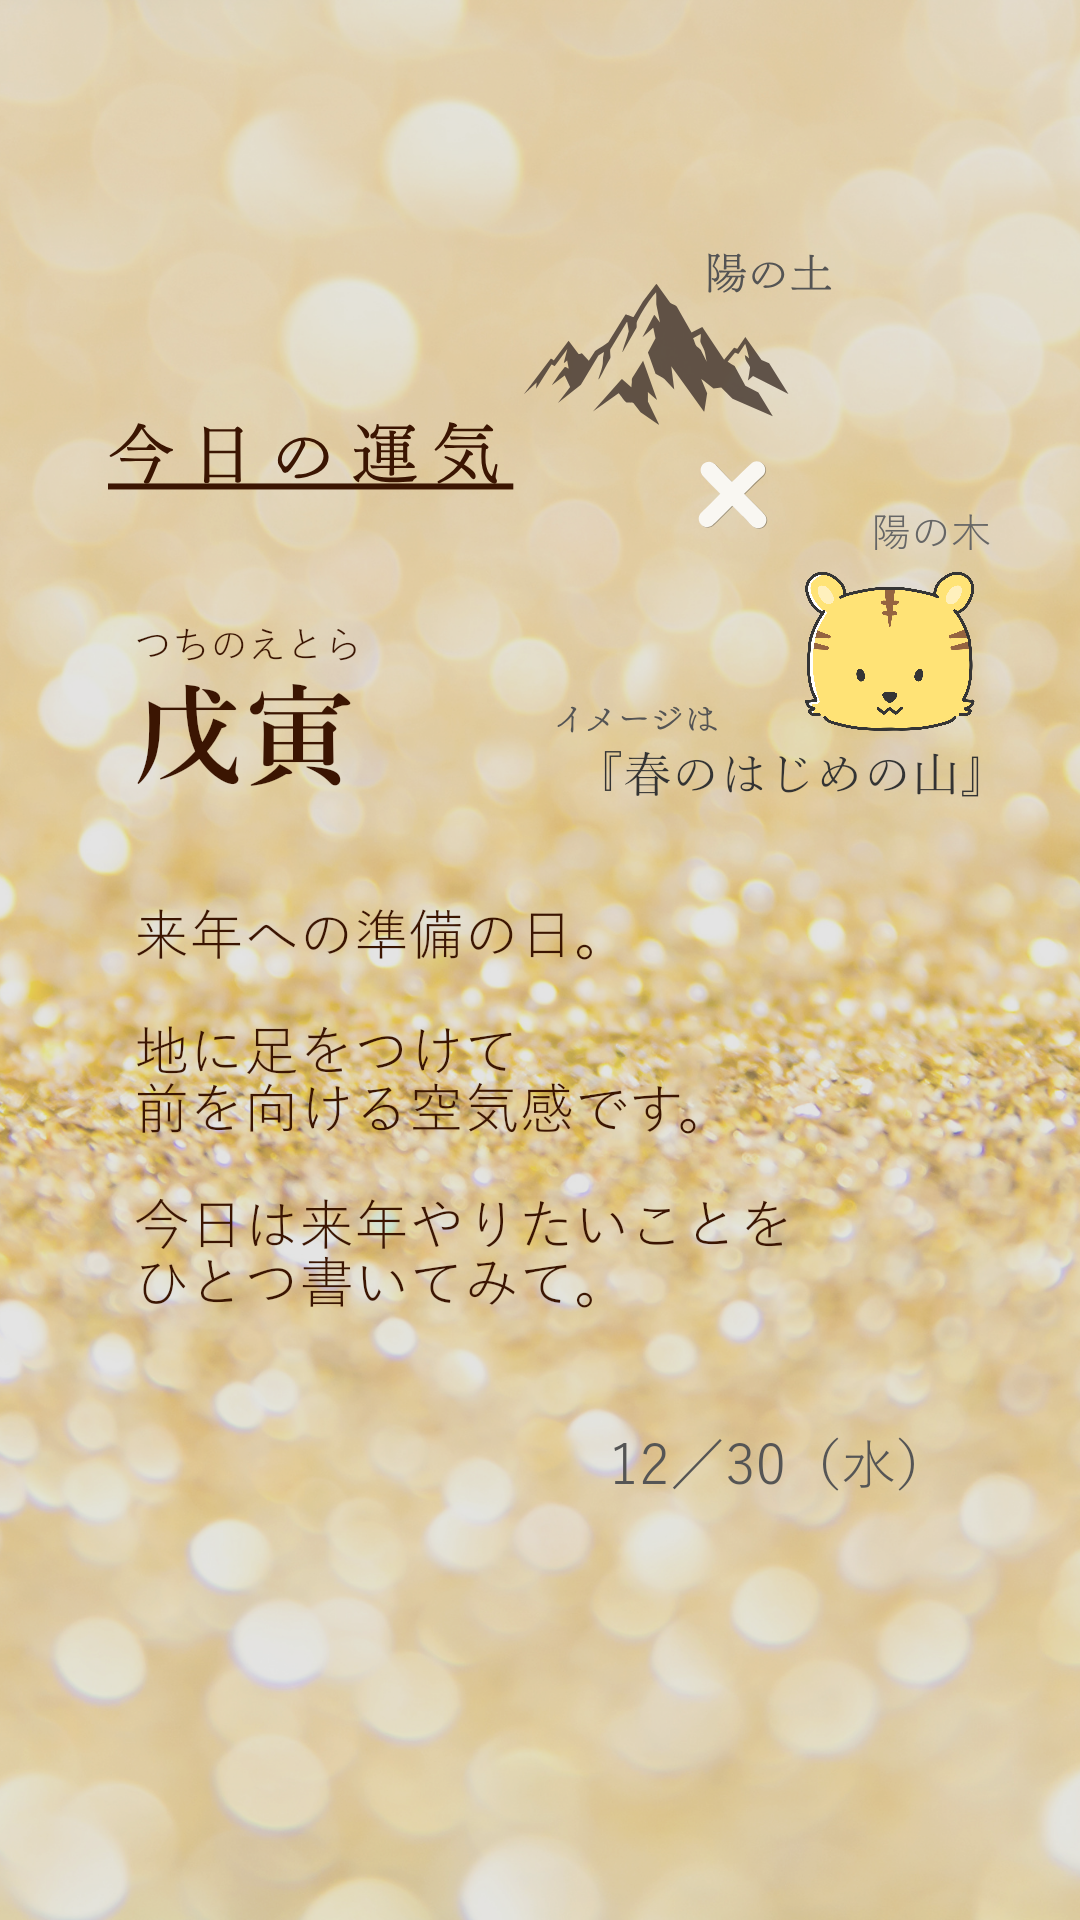 陽の土
今日の運気
陽の木
つちのえとら
戊寅
イメージは
『春のはじめの山』
来年への準備の日。
地に足をつけて
前を向ける空気感です。
今日は来年やりたいことを
ひとつ書いてみて。
12／30（水）